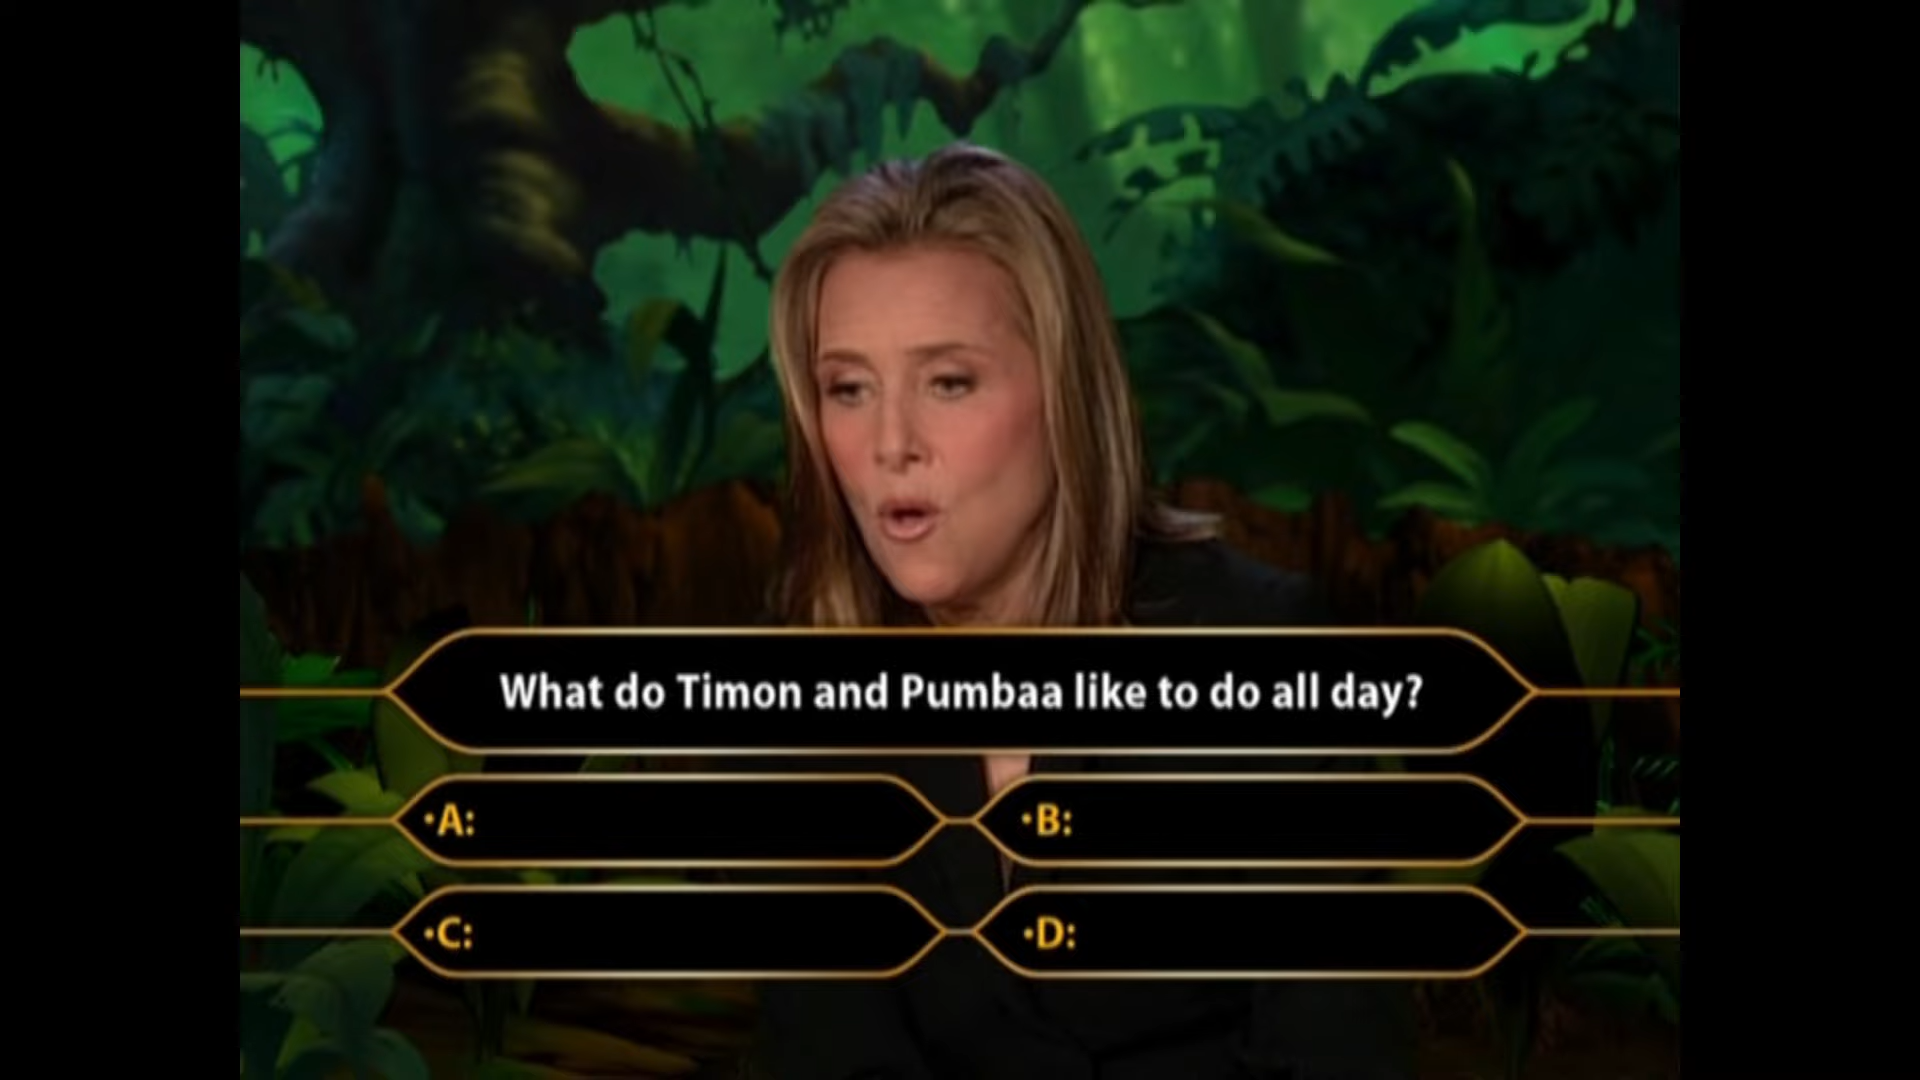 What do Timon and Pumbaa like to do all day?
•A:
•B:
•C:
•D: